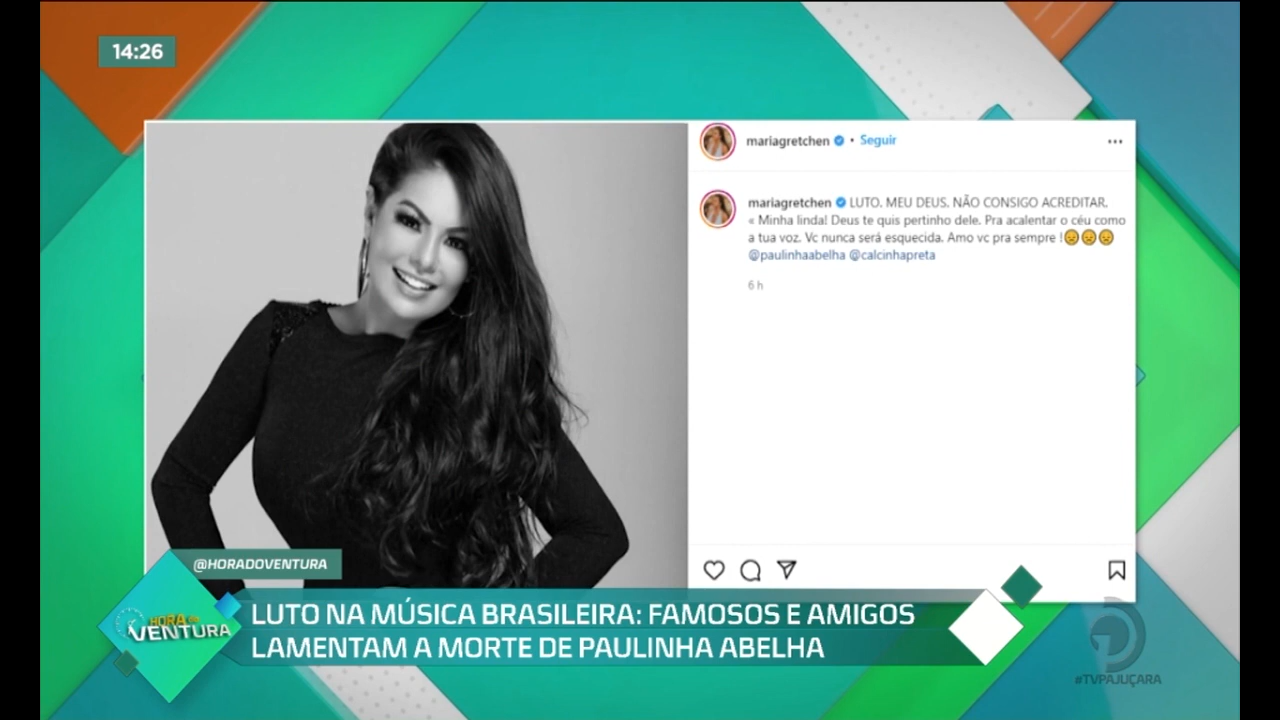 14:26
mariagretchen • Seguir
mariagretchen LUTO. MEU DEUS. NÃO CONSIGO ACREDITAR.
« Minha linda! Deus te quis pertinho dele. Pra acalentar o céu como
a tua voz. Vc nunca será esquecida. Amo vc pra sempre !😞😞😞
@paulinhaabelha @calcinhapreta
6 h
@HORADOVENTURA
HORA DO
VENTURA
LUTO NA MÚSICA BRASILEIRA: FAMOSOS E AMIGOS
LAMENTAM A MORTE DE PAULINHA ABELHA
#TVPAJUÇARA